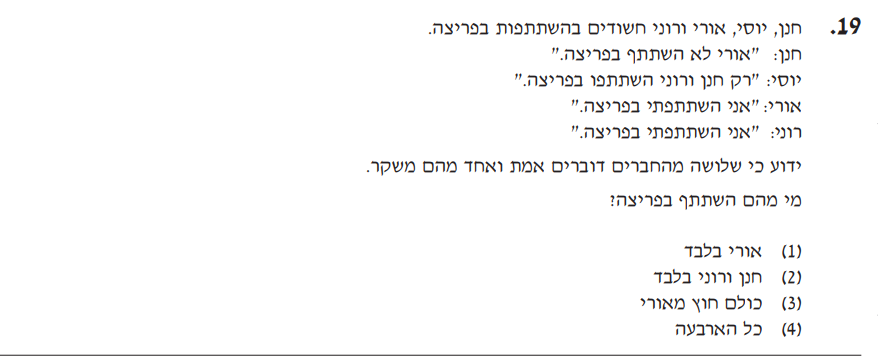 19. חנן, יוסי, אורי ורוני חשודים בהשתתפות בפריצה.
חנן: "אורי לא השתתף בפריצה."
יוסי: "רק חנן ורוני השתתפו בפריצה."
אורי: "אני השתתפתי בפריצה."
רוני: "אני השתתפתי בפריצה."
ידוע כי שלושה מהחברים דוברים אמת ואחד מהם משקר.
מי מהם השתתף בפריצה?
(1) אורי בלבד
(2) חנן ורוני בלבד
(3) כולם חוץ מאורי
(4) כל הארבעה